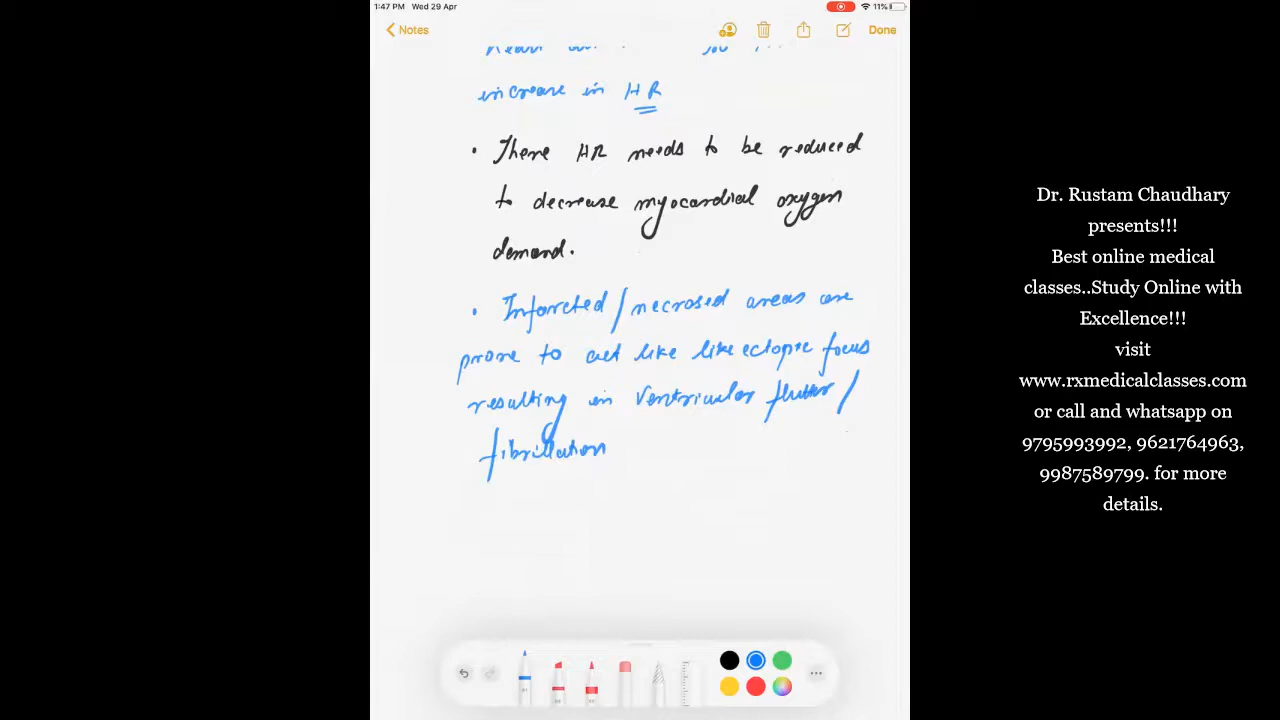 1:47 PM Wed 29 Apr
11%
Notes
Done
increase in HR
• There HR needs to be reduced
to decrease myocardial oxygen
demand.
• Infarcted/necrosed areas are
prone to act like like ectopic focus
resulting in Ventricular flutter/
fibrillation
Dr. Rustam Chaudhary
presents!!!
Best online medical
classes..Study Online with
Excellence!!!
visit
www.rxmedicalclasses.com
or call and whatsapp on
9795993992, 9621764963,
9987589799. for more
details.